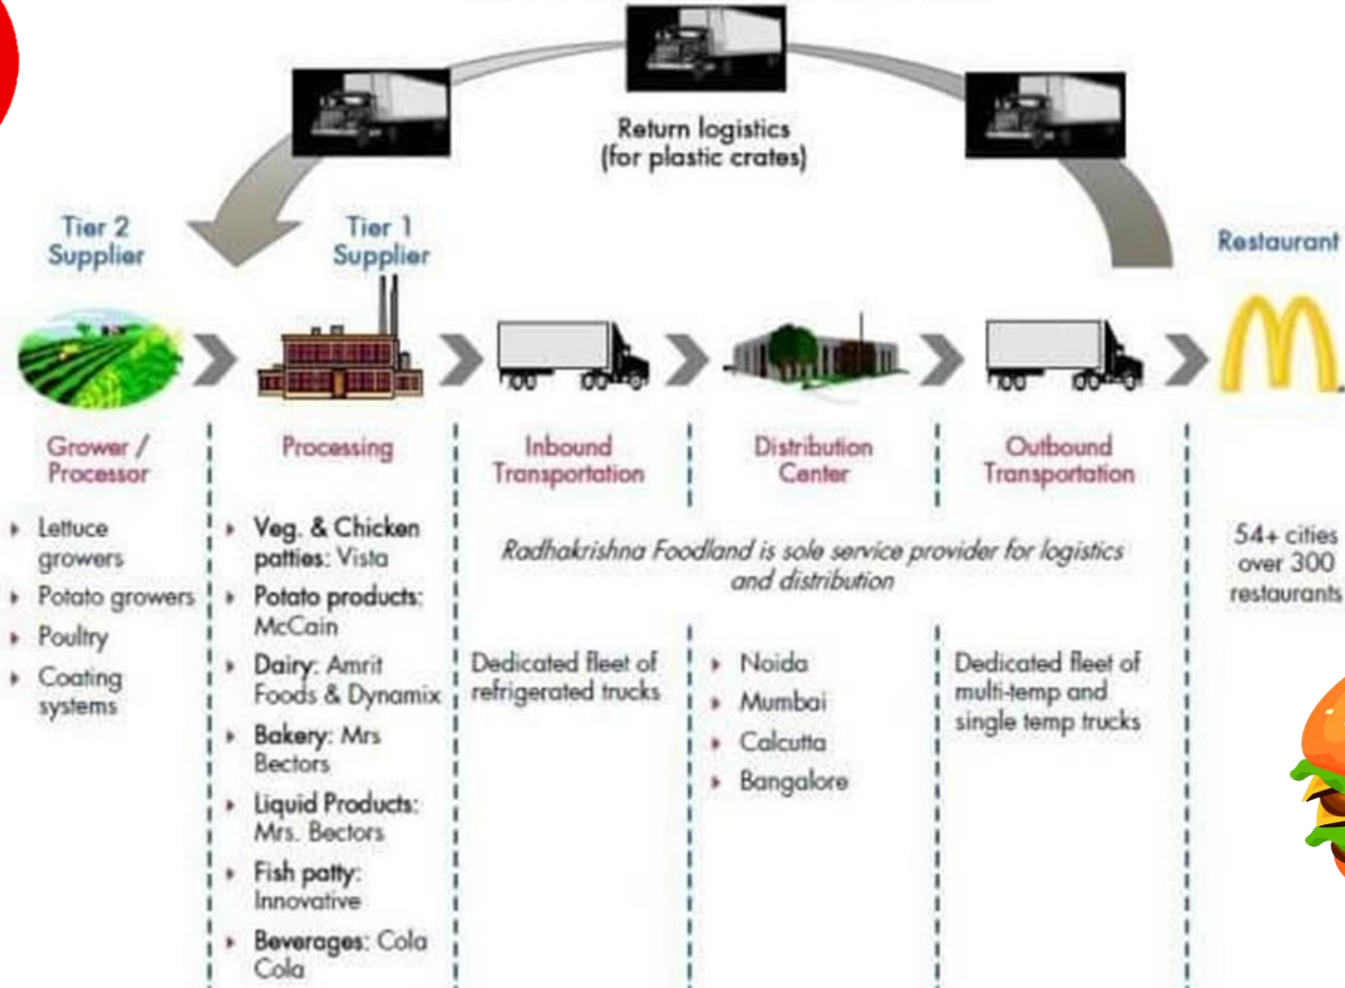 Return logistics
(for plastic crates)
Tier 2
Supplier
Tier 1
Supplier
Restaurant
Grower /
Processor
Processing
Inbound
Transportation
Distribution
Center
Outbound
Transportation
Lettuce
growers
Potato growers
Poultry
Coating
systems
Veg. & Chicken
patties: Vista
Potato products:
McCain
Dairy: Amrit
Foods & Dynamix
Bakery: Mrs
Bectors
Liquid Products:
Mrs. Bectors
Fish patty:
Innovative
Beverages: Cola
Cola
Radhakrishna Foodland is sole service provider for logistics
and distribution
Dedicated fleet of
refrigerated trucks
Noida
Mumbai
Calcutta
Bangalore
Dedicated fleet of
multi-temp and
single temp trucks
54+ cities
over 300
restaurants